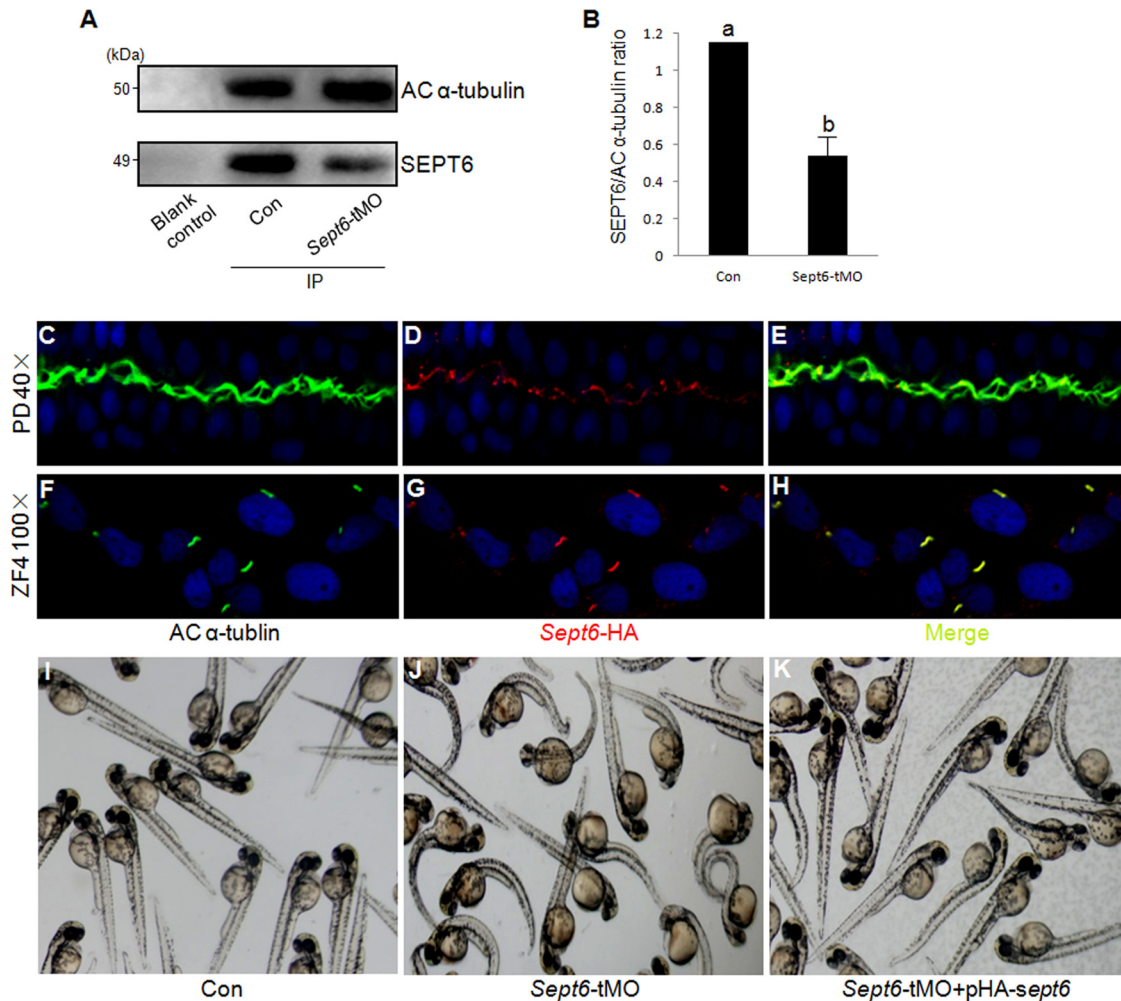 A
(kDa)
50
AC α-tubulin
49
SEPT6
Blank control
Con
Sept6-tMO
IP
B
SEPT6/AC α-tubulin ratio
1.2
1
0.8
0.6
0.4
0.2
0
a
b
Con
Sept6-tMO
PD 40×
C
D
E
ZF4 100×
F
G
H
AC α-tublin
Sept6-HA
Merge
I
J
K
Con
Sept6-tMO
Sept6-tMO+pHA-sept6